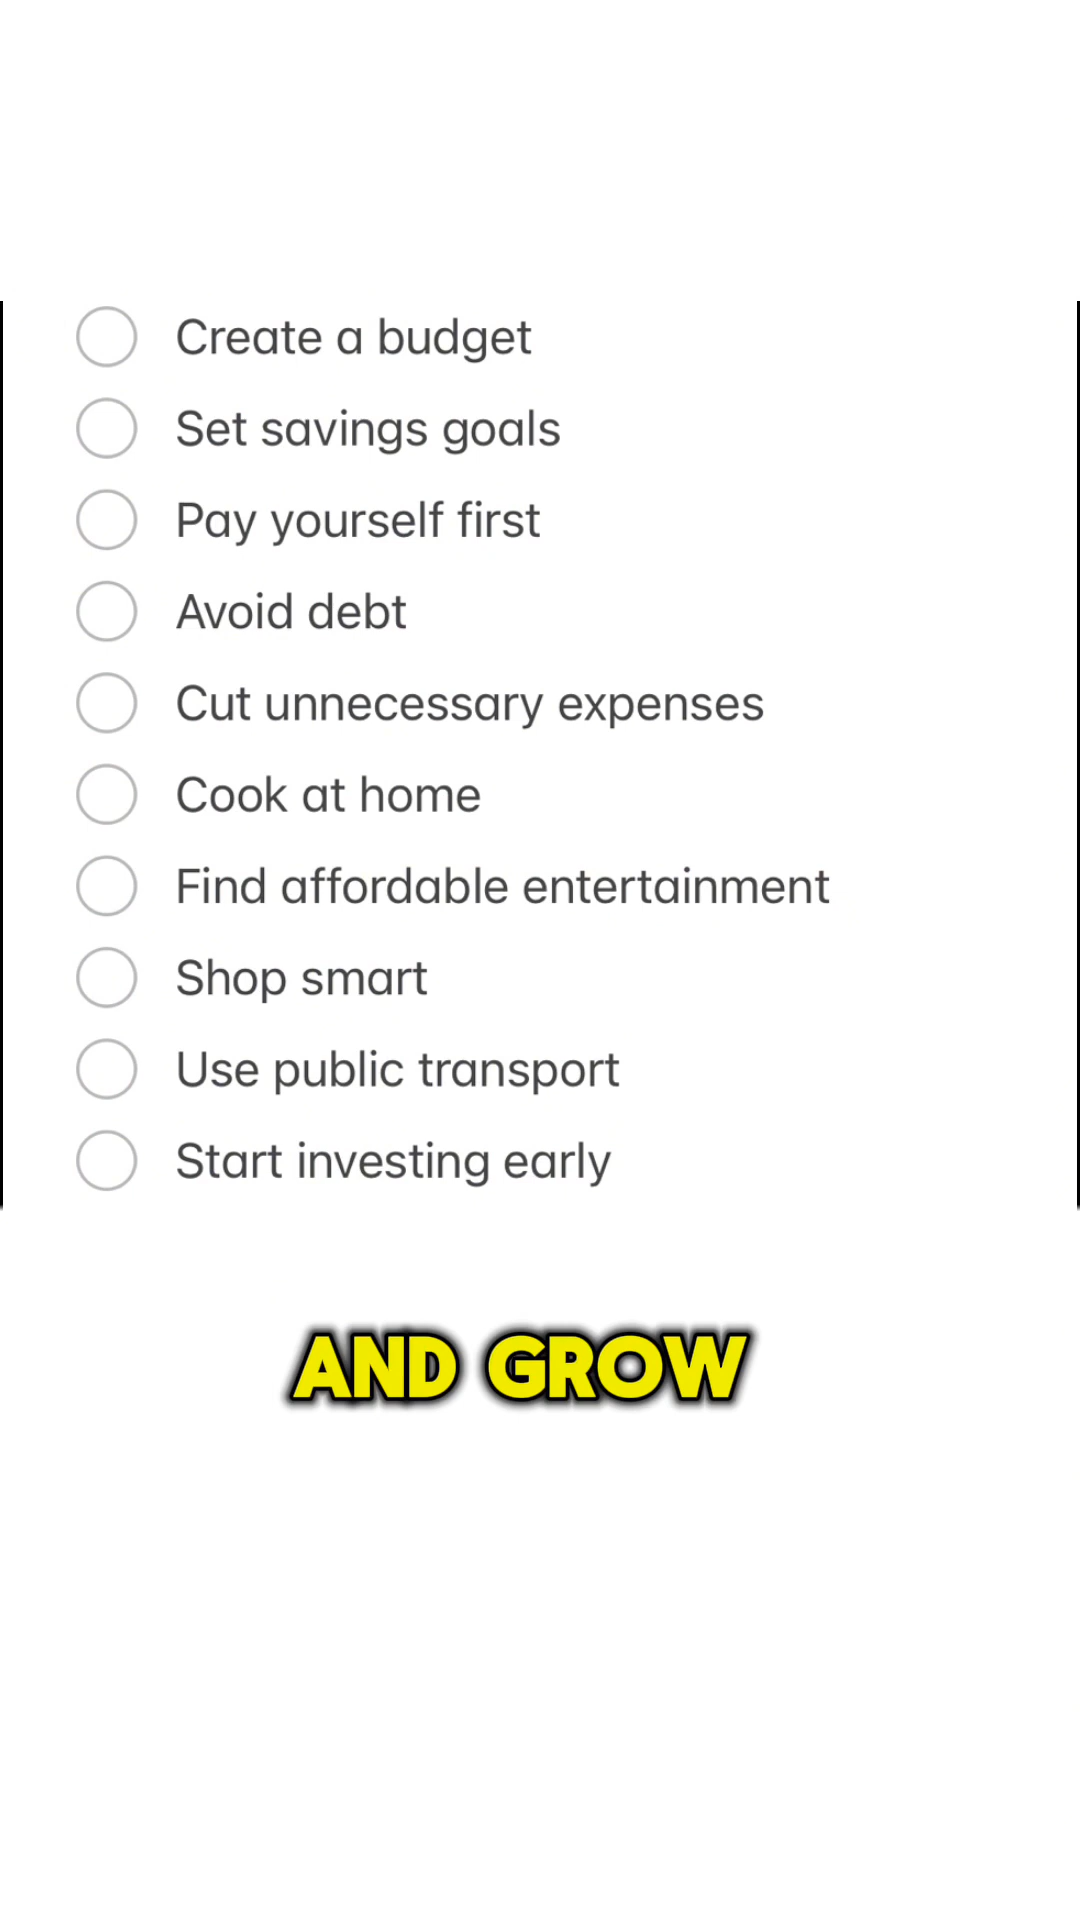 Create a budget
Set savings goals
Pay yourself first
Avoid debt
Cut unnecessary expenses
Cook at home
Find affordable entertainment
Shop smart
Use public transport
Start investing early
AND GROW